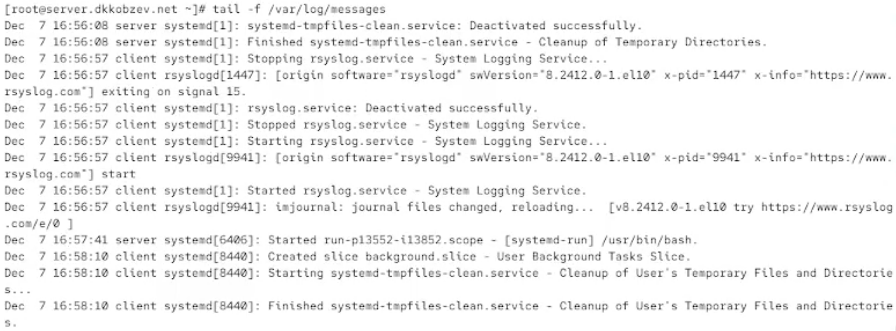 [root@server.dkkobzev.net ~]# tail -f /var/log/messages
Dec  7 16:56:08 server systemd[1]: systemd-tmpfiles-clean.service: Deactivated successfully.
Dec  7 16:56:08 server systemd[1]: Finished systemd-tmpfiles-clean.service - Cleanup of Temporary Directories.
Dec  7 16:56:57 client systemd[1]: Stopping rsyslog.service - System Logging Service...
Dec  7 16:56:57 client rsyslogd[1447]: [origin software="rsyslogd" swVersion="8.2412.0-1.el10" x-pid="1447" x-info="https://www.
rsyslog.com"] exiting on signal 15.
Dec  7 16:56:57 client systemd[1]: rsyslog.service: Deactivated successfully.
Dec  7 16:56:57 client systemd[1]: Stopped rsyslog.service - System Logging Service.
Dec  7 16:56:57 client systemd[1]: Starting rsyslog.service - System Logging Service...
Dec  7 16:56:57 client rsyslogd[9941]: [origin software="rsyslogd" swVersion="8.2412.0-1.el10" x-pid="9941" x-info="https://www.
rsyslog.com"] start
Dec  7 16:56:57 client systemd[1]: Started rsyslog.service - System Logging Service.
Dec  7 16:56:57 client rsyslogd[9941]: imjournal: journal files changed, reloading...  [v8.2412.0-1.el10 try https://www.rsyslog
.com/e/0 ]
Dec  7 16:57:41 server systemd[6406]: Started run-p13552-i13852.scope - [systemd-run] /usr/bin/bash.
Dec  7 16:58:10 client systemd[8440]: Created slice background.slice - User Background Tasks Slice.
Dec  7 16:58:10 client systemd[8440]: Starting systemd-tmpfiles-clean.service - Cleanup of User's Temporary Files and Directorie
s...
Dec  7 16:58:10 client systemd[8440]: Finished systemd-tmpfiles-clean.service - Cleanup of User's Temporary Files and Directorie
s.